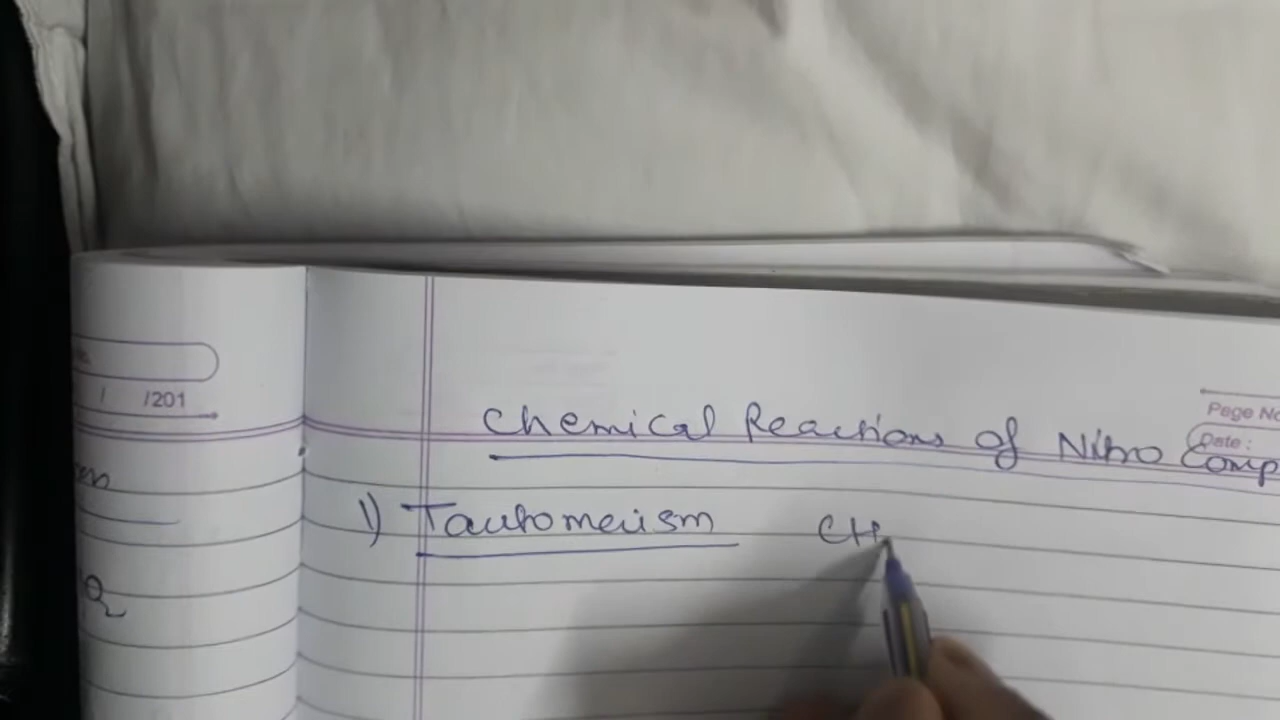 / /201
Page No
Date :
Chemical Reactions of Nitro Comp
1) Tautomerism CH